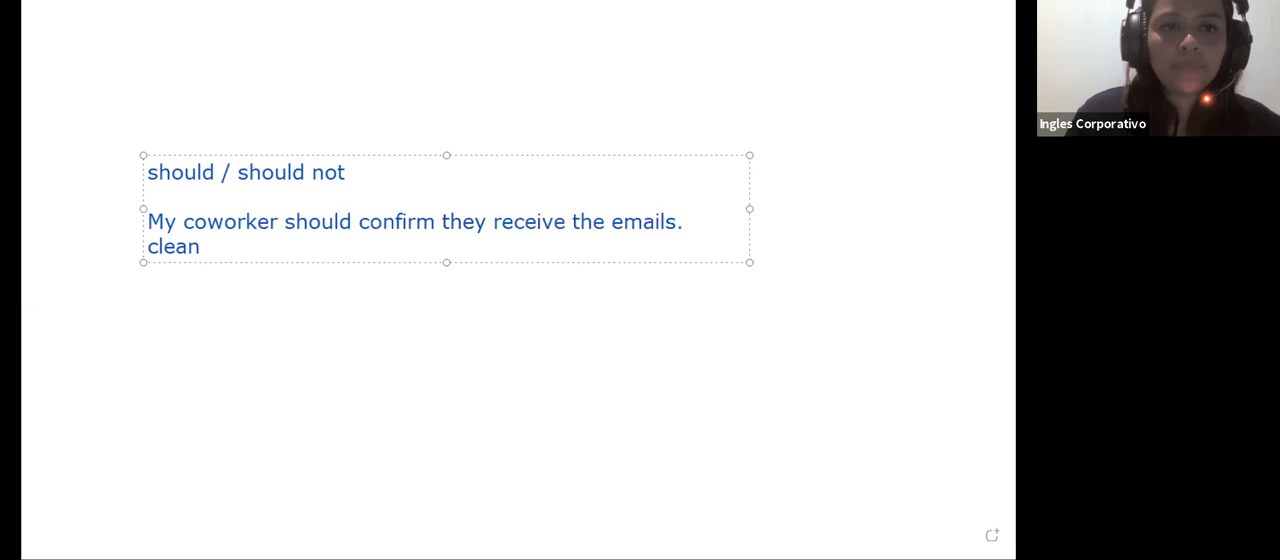 should / should not
My coworker should confirm they receive the emails.
clean
Ingles Corporativo